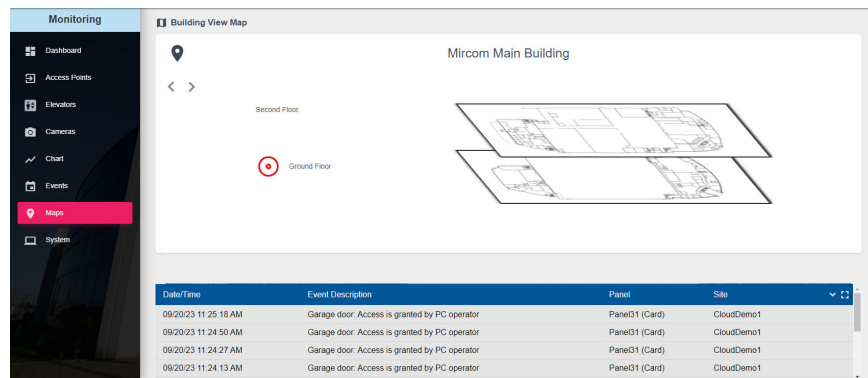 Monitoring
Building View Map
Dashboard
Access Points
Elevators
Cameras
Chart
Events
Maps
System
Mircom Main Building
Second Floor
Ground Floor
Date/Time Event Description Panel Site
09/20/23 11:25:18 AM Garage door: Access is granted by PC operator Panel31 (Card) CloudDemo1
09/20/23 11:24:50 AM Garage door: Access is granted by PC operator Panel31 (Card) CloudDemo1
09/20/23 11:24:27 AM Garage door: Access is granted by PC operator Panel31 (Card) CloudDemo1
09/20/23 11:24:13 AM Garage door: Access is granted by PC operator Panel31 (Card) CloudDemo1